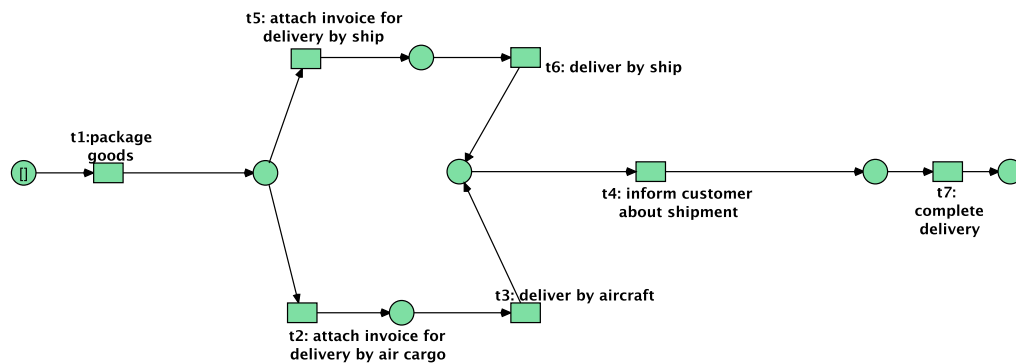 t5: attach invoice for
delivery by ship
t6: deliver by ship
t1:package
goods
[]
t4: inform customer
about shipment
t7:
complete
delivery
t3: deliver by aircraft
t2: attach invoice for
delivery by air cargo